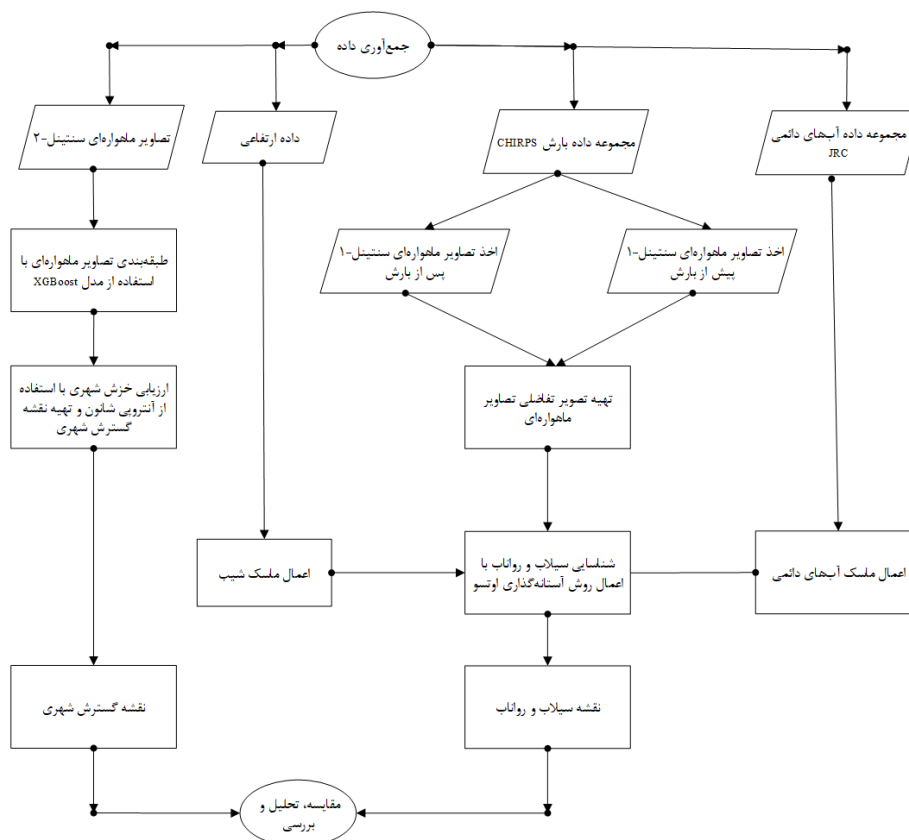 جمع‌آوری داده
مجموعه داده آب‌های دائمی
JRC
مجموعه داده بارش CHIRPS
داده ارتفاعی
تصاویر ماهواره‌ای سنتینل-۲
اخذ تصاویر ماهواره‌ای سنتینل-۱
پیش از بارش
اخذ تصاویر ماهواره‌ای سنتینل-۱
پس از بارش
طبقه‌بندی تصاویر ماهواره‌ای با
استفاده از مدل XGBoost
تهیه تصویر تفاضلی تصاویر
ماهواره‌ای
ارزیابی خزش شهری با استفاده
از آنتروپی شانون و تهیه نقشه
گسترش شهری
اعمال ماسک آب‌های دائمی
شناسایی سیلاب و رواناب با
اعمال روش آستانه‌گذاری اوتسو
اعمال ماسک شیب
نقشه سیلاب و رواناب
نقشه گسترش شهری
مقایسه، تحلیل و
بررسی